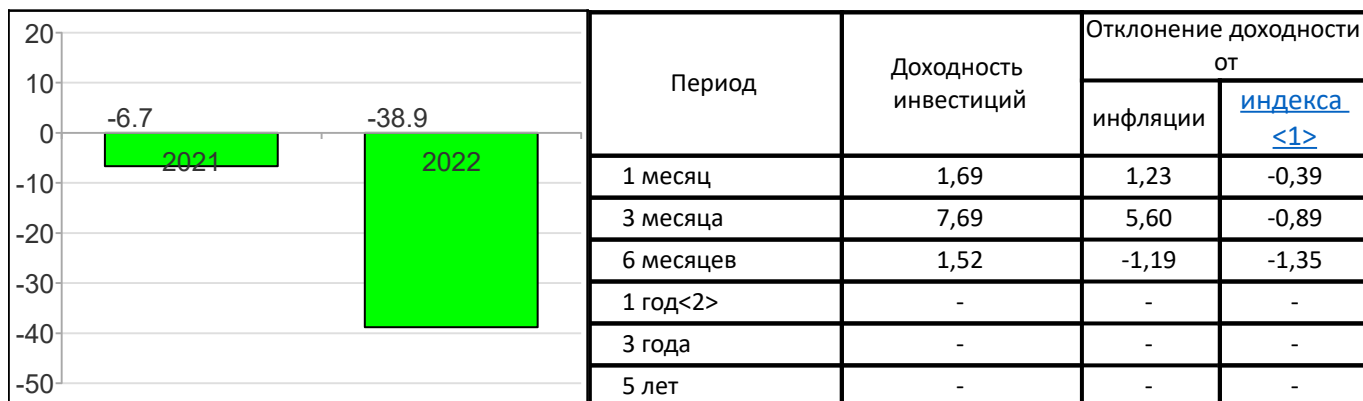 20
10
0
-10
-20
-30
-40
-50
-6.7
-38.9
2021
2022
Период
Доходность
инвестиций
Отклонение доходности
от
инфляции
индекса
<1>
1 месяц 1,69 1,23 -0,39
3 месяца 7,69 5,60 -0,89
6 месяцев 1,52 -1,19 -1,35
1 год<2> - - -
3 года - - -
5 лет - - -